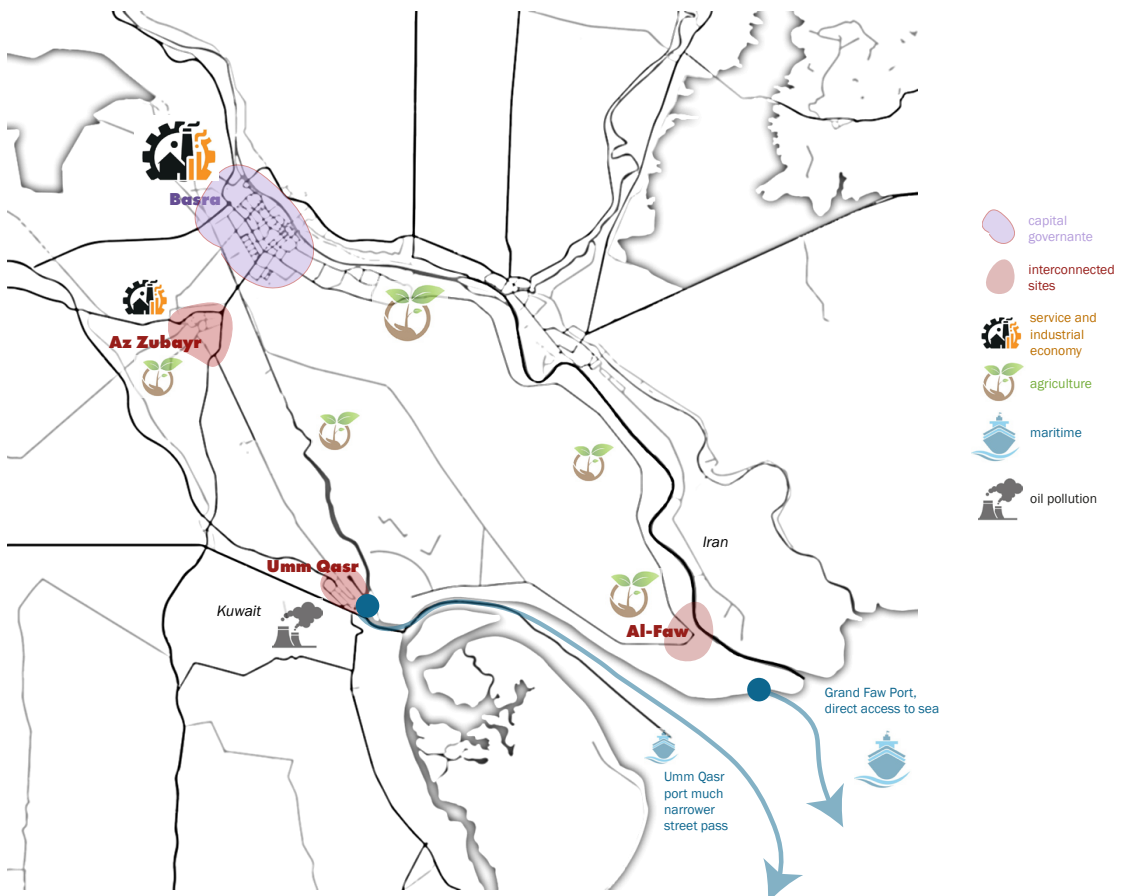 Basra
Az Zubayr
Umm Qasr
Kuwait
Iran
Al-Faw
Grand Faw Port,
direct access to sea
Umm Qasr
port much
narrower
street pass
capital
governante
interconnected
sites
service and
industrial
economy
agriculture
maritime
oil pollution